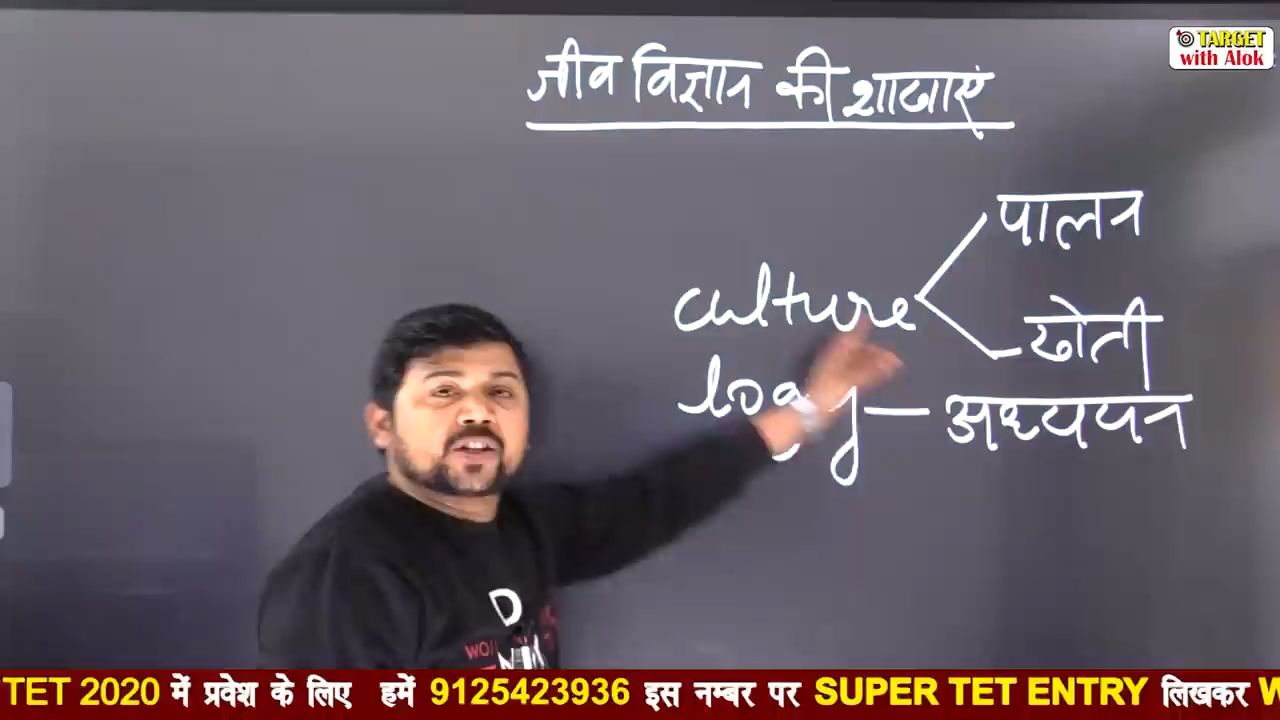 TARGET
with Alok
जीव विज्ञान की शाखाएं
पालन
culture
खेती
logy — अध्ययन
D
WO
TET 2020 में प्रवेश के लिए हमें 9125423936 इस नम्बर पर SUPER TET ENTRY लिखकर W